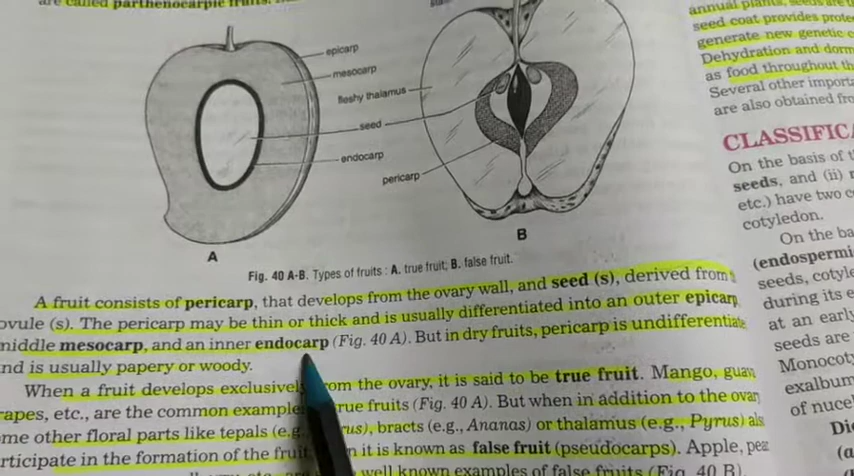 are called parthenocarpic fruits.
epicarp
mesocarp
fleshy thalamus
seed
endocarp
pericarp
A
B
Fig. 40 A-B. Types of fruits : A. true fruit; B. false fruit.
A fruit consists of pericarp, that develops from the ovary wall, and seed (s), derived from
ovule (s). The pericarp may be thin or thick and is usually differentiated into an outer epicarp
middle mesocarp, and an inner endocarp (Fig. 40 A). But in dry fruits, pericarp is undifferentiate
nd is usually papery or woody.
When a fruit develops exclusively from the ovary, it is said to be true fruit. Mango, guav
rapes, etc., are the common example rue fruits (Fig. 40 A). But when in addition to the ovar
me other floral parts like tepals (e.g. rus), bracts (e.g., Ananas) or thalamus (e.g., Pyrus) als
rticipate in the formation of the fruit n it is known as false fruit (pseudocarps). Apple, pear
well known examples of false fruits (Fig. 40 B)
annual plants, seeds are
seed coat provides prote
generate new genetic c
Dehydration and dorm
as food throughout th
Several other importa
are also obtained fro
CLASSIFICA
On the basis of t
seeds, and (ii)
etc.) have two c
cotyledon.
On the ba
(endospermi
seeds, cotyle
during its e
at an early
seeds are
Monocoty
exalbum
of nucel
Di
(a